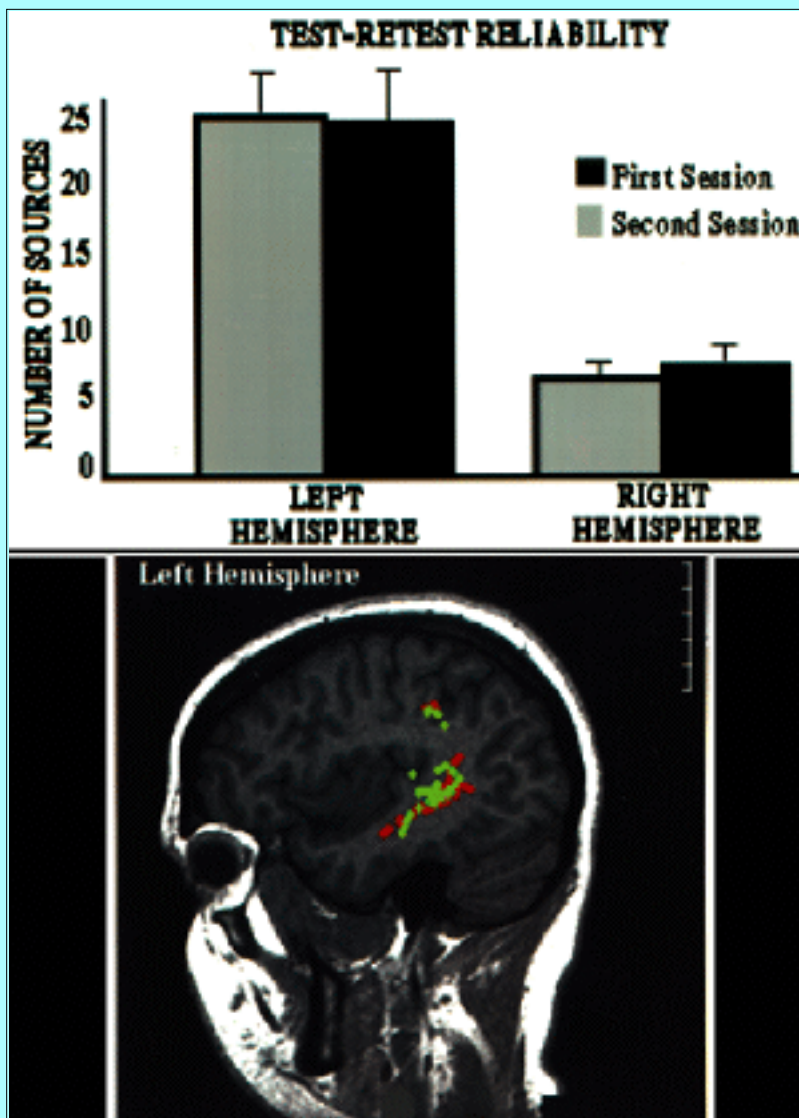 TEST-RETEST RELIABILITY
NUMBER OF SOURCES
25
20
15
10
5
0
First Session
Second Session
LEFT
HEMISPHERE
RIGHT
HEMISPHERE
Left Hemisphere